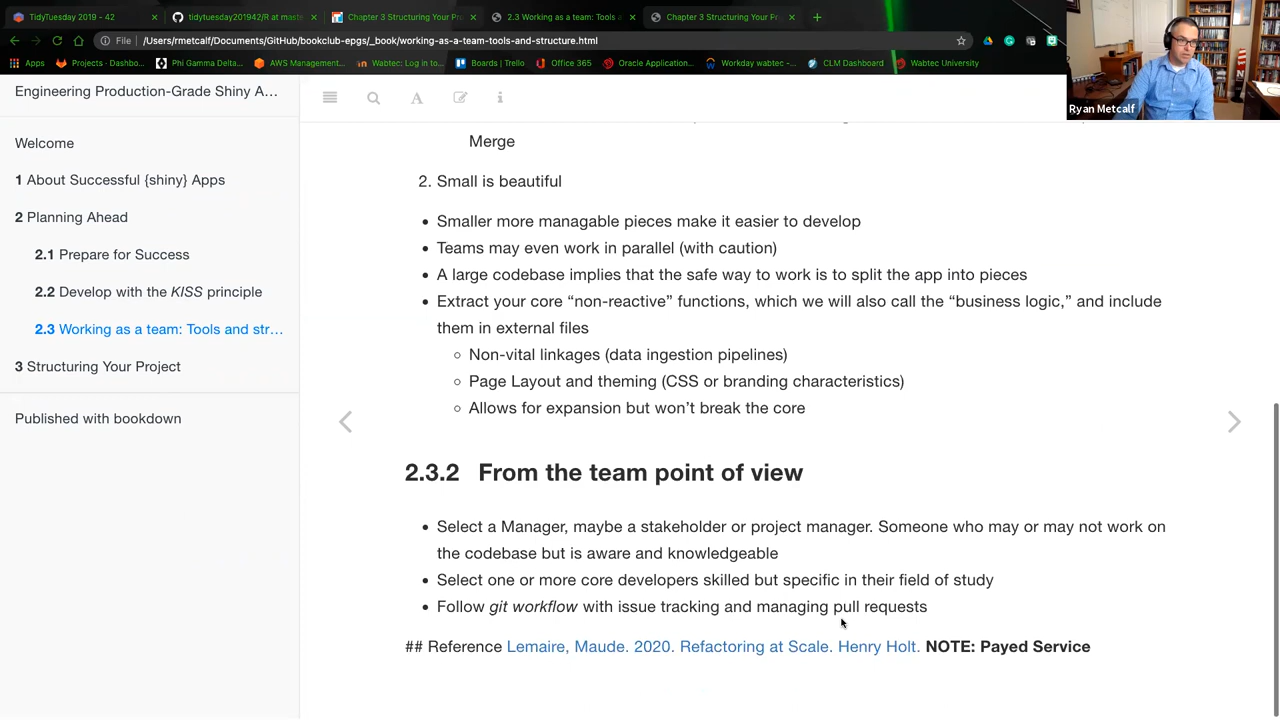 TidyTuesday 2019 - 42
tidytuesday201942/R at mast
Chapter 3 Structuring Your Pr
2.3 Working as a team: Tools a
Chapter 3 Structuring Your Pr
File | /Users/rmetcalf/Documents/GitHub/bookclub-epgs/_book/working-as-a-team-tools-and-structure.html
Apps
Projects · Dashbo...
Phi Gamma Delta...
AWS Management...
Wabtec: Log in to...
Boards | Trello
Office 365
Oracle Application...
Workday wabtec –...
CLM Dashboard
Wabtec University
Ryan Metcalf
Engineering Production-Grade Shiny A...
Welcome
1 About Successful {shiny} Apps
2 Planning Ahead
2.1 Prepare for Success
2.2 Develop with the KISS principle
2.3 Working as a team: Tools and str...
3 Structuring Your Project
Published with bookdown
Merge
2. Small is beautiful
• Smaller more managable pieces make it easier to develop
• Teams may even work in parallel (with caution)
• A large codebase implies that the safe way to work is to split the app into pieces
• Extract your core “non-reactive” functions, which we will also call the “business logic,” and include
them in external files
○ Non-vital linkages (data ingestion pipelines)
○ Page Layout and theming (CSS or branding characteristics)
○ Allows for expansion but won’t break the core
2.3.2 From the team point of view
• Select a Manager, maybe a stakeholder or project manager. Someone who may or may not work on
the codebase but is aware and knowledgeable
• Select one or more core developers skilled but specific in their field of study
• Follow git workflow with issue tracking and managing pull requests
## Reference Lemaire, Maude. 2020. Refactoring at Scale. Henry Holt. NOTE: Payed Service